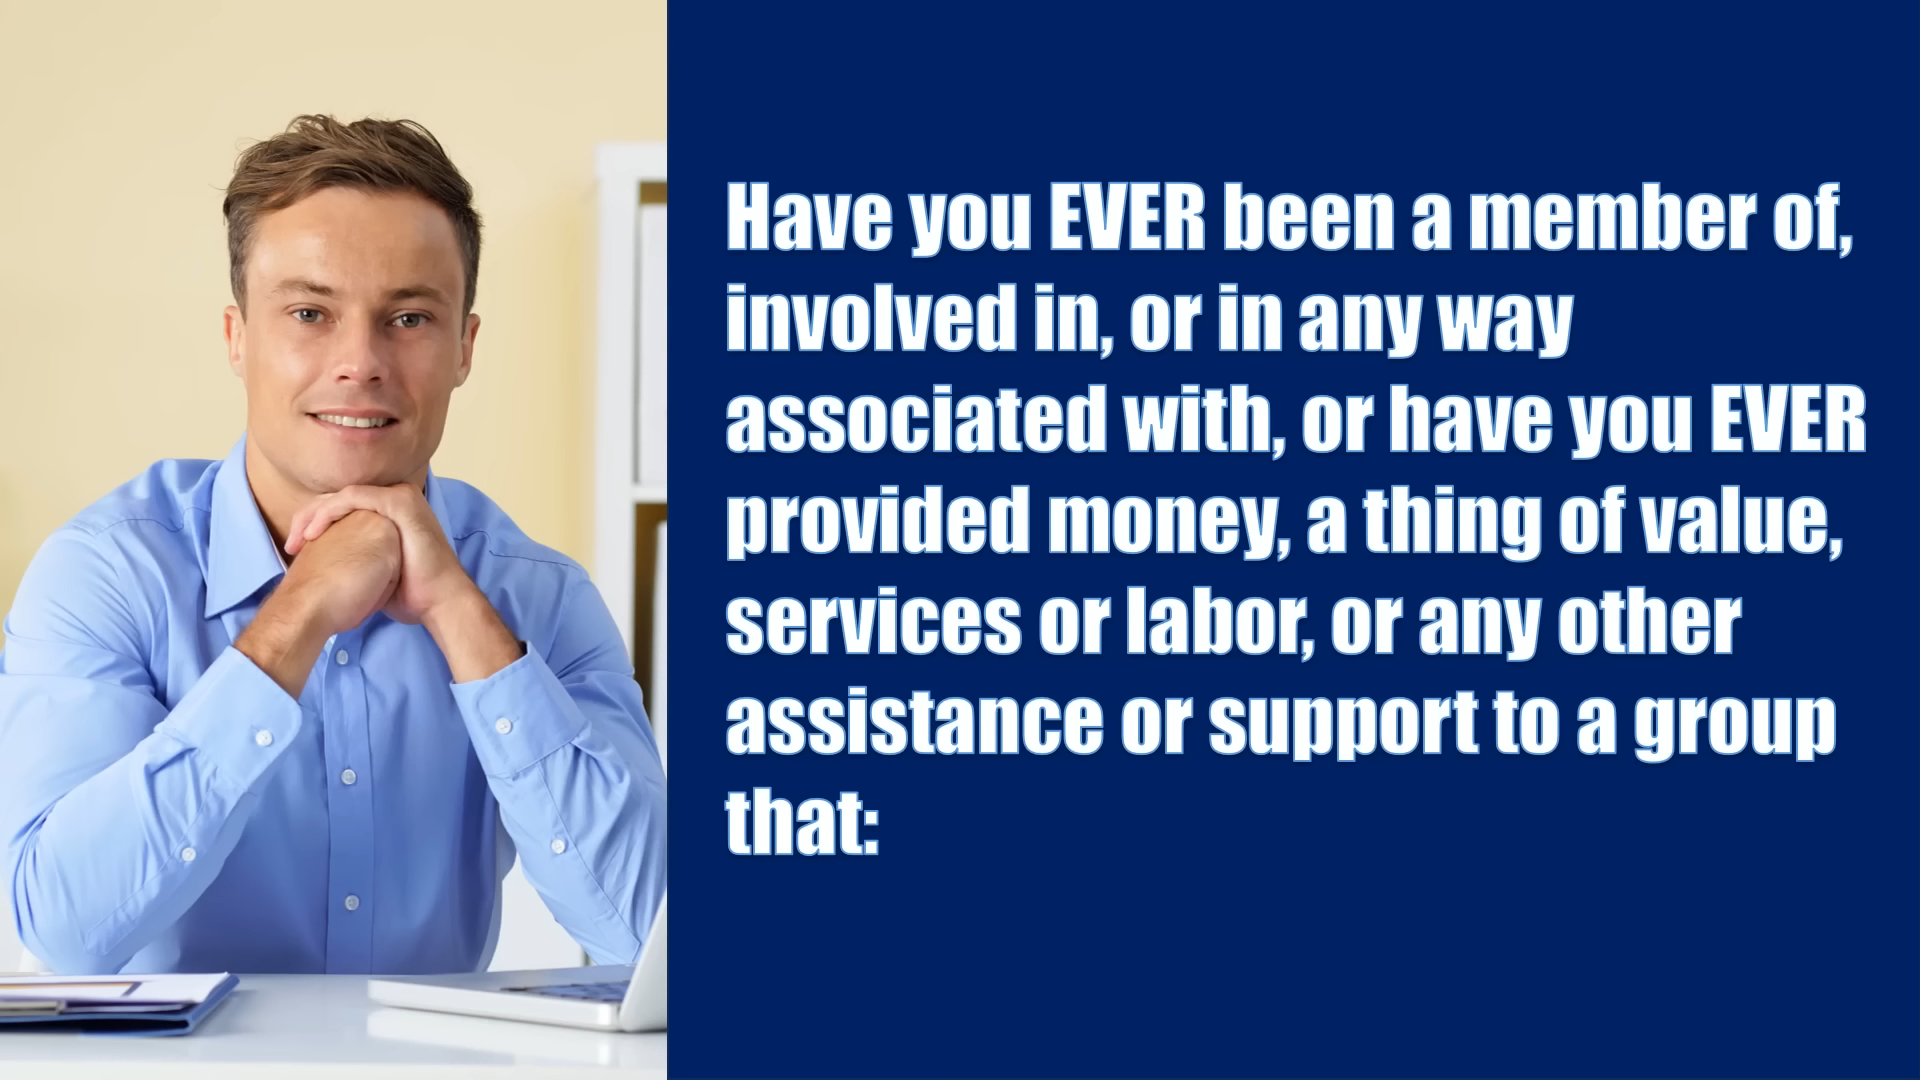 Have you EVER been a member of,
involved in, or in any way
associated with, or have you EVER
provided money, a thing of value,
services or labor, or any other
assistance or support to a group
that: